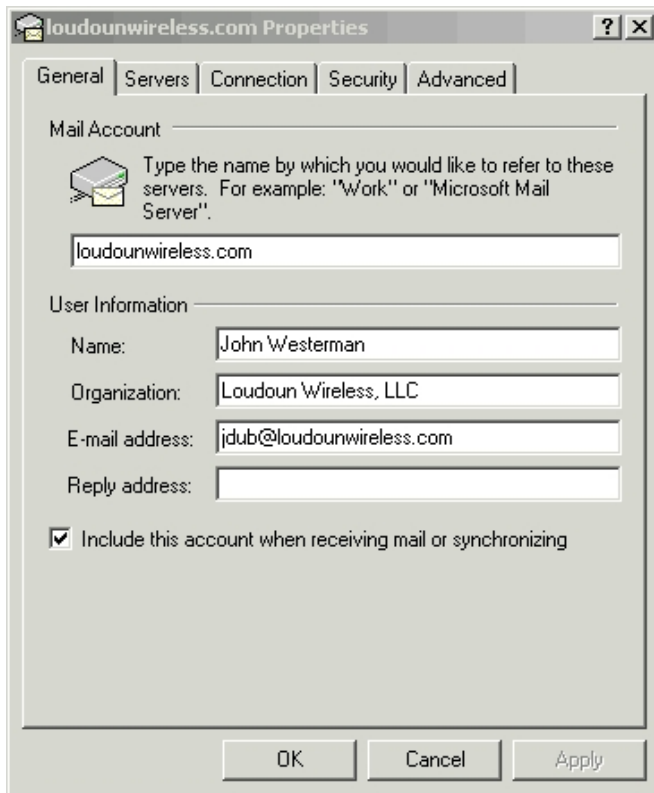 loudounwireless.com Properties
General Servers Connection Security Advanced
Mail Account
Type the name by which you would like to refer to these
servers. For example: "Work" or "Microsoft Mail
Server".
loudounwireless.com
User Information
Name: John Westerman
Organization: Loudoun Wireless, LLC
E-mail address: jdub@loudounwireless.com
Reply address:
Include this account when receiving mail or synchronizing
OK Cancel Apply